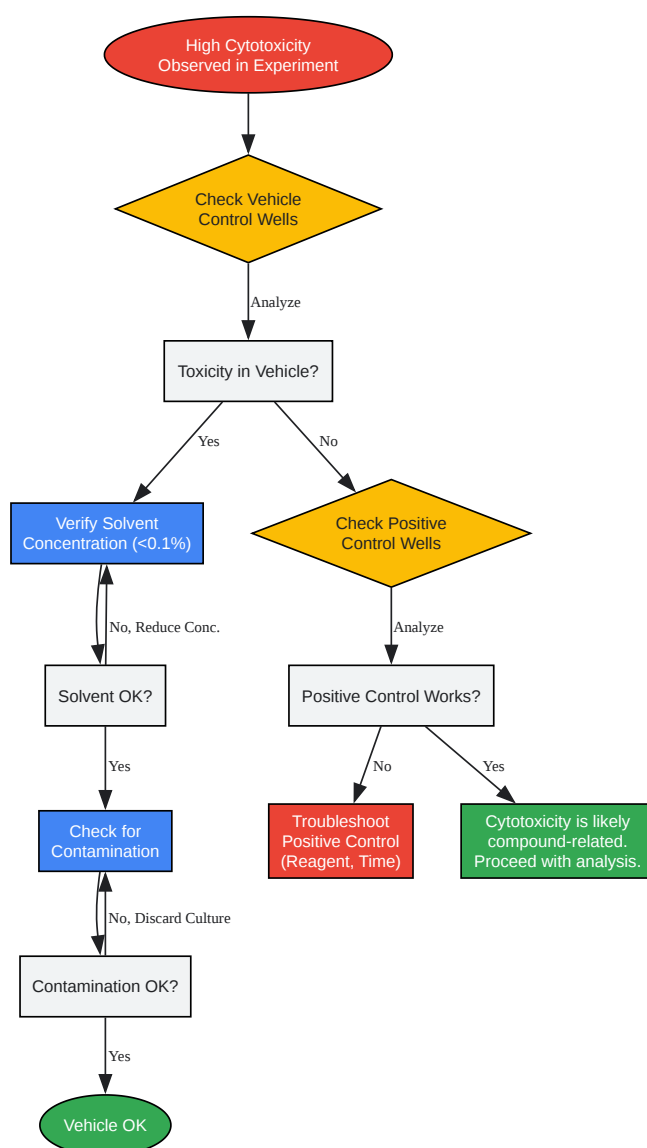 High Cytotoxicity
Observed in Experiment
Check Vehicle
Control Wells
Analyze
Toxicity in Vehicle?
Yes
No
Verify Solvent
Concentration (<0.1%)
Check Positive
Control Wells
No, Reduce Conc.
Analyze
Solvent OK?
Positive Control Works?
Yes
No
Yes
Check for
Contamination
Troubleshoot
Positive Control
(Reagent, Time)
Cytotoxicity is likely
compound-related.
Proceed with analysis.
No, Discard Culture
Contamination OK?
Yes
Vehicle OK